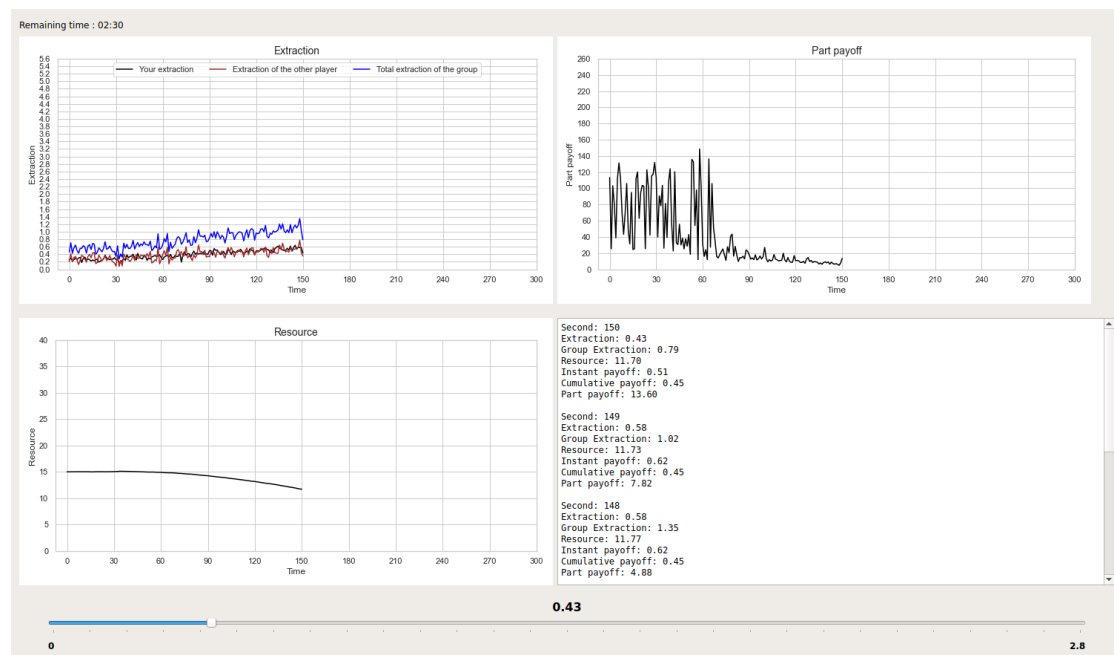 Remaining time : 02:30
Extraction
Your extraction
Extraction of the other player
Total extraction of the group
5.6
5.4
5.2
5.0
4.8
4.6
4.4
4.2
4.0
3.8
3.6
3.4
3.2
3.0
2.8
2.6
2.4
2.2
2.0
1.8
1.6
1.4
1.2
1.0
0.8
0.6
0.4
0.2
0.0
Extraction
0 30 60 90 120 150 180 210 240 270 300
Time
Part payoff
260
240
220
200
180
160
140
120
100
80
60
40
20
0
Part payoff
0 30 60 90 120 150 180 210 240 270 300
Time
Resource
40
35
30
25
20
15
10
5
0
Resource
0 30 60 90 120 150 180 210 240 270 300
Time
Second: 150
Extraction: 0.43
Group Extraction: 0.79
Resource: 11.70
Instant payoff: 0.51
Cumulative payoff: 0.45
Part payoff: 13.60
Second: 149
Extraction: 0.58
Group Extraction: 1.02
Resource: 11.73
Instant payoff: 0.62
Cumulative payoff: 0.45
Part payoff: 7.82
Second: 148
Extraction: 0.58
Group Extraction: 1.35
Resource: 11.77
Instant payoff: 0.62
Cumulative payoff: 0.45
Part payoff: 4.88
0.43
0 2.8